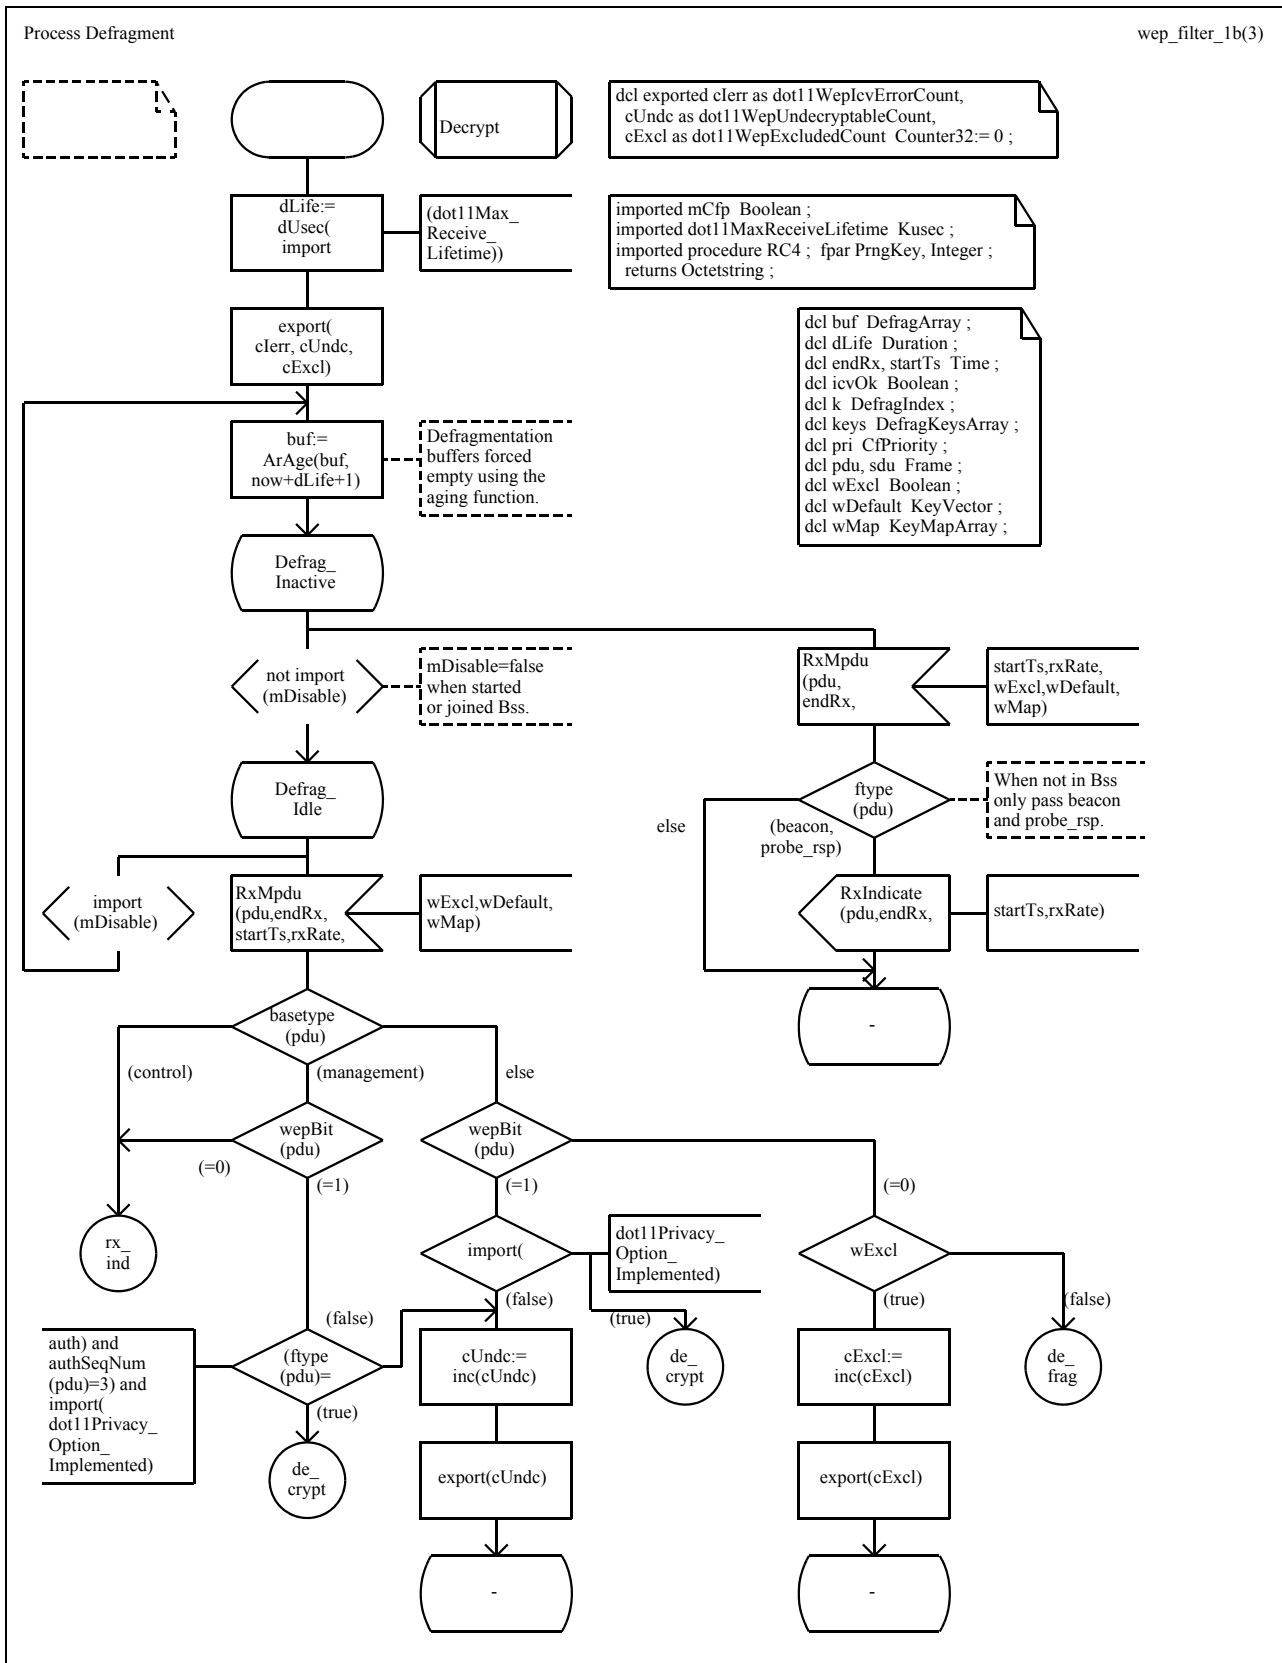 Process Defragment
wep_filter_1b(3)
Decrypt
dcl exported cIerr as dot11WepIcvErrorCount,
cUndc as dot11WepUndecryptableCount,
cExcl as dot11WepExcludedCount Counter32:= 0 ;
dLife:=
dUsec(
import
(dot11Max_
Receive_
Lifetime))
imported mCfp Boolean ;
imported dot11MaxReceiveLifetime Kusec ;
imported procedure RC4 ; fpar PrngKey, Integer ;
returns Octetstring ;
export(
cIerr, cUndc,
cExcl)
dcl buf DefragArray ;
dcl dLife Duration ;
dcl endRx, startTs Time ;
dcl icvOk Boolean ;
dcl k DefragIndex ;
dcl keys DefragKeysArray ;
dcl pri CfPriority ;
dcl pdu, sdu Frame ;
dcl wExcl Boolean ;
dcl wDefault KeyVector ;
dcl wMap KeyMapArray ;
buf:=
ArAge(buf,
now+dLife+1)
Defragmentation
buffers forced
empty using the
aging function.
Defrag_
Inactive
not import
(mDisable)
mDisable=false
when started
or joined Bss.
RxMpdu
(pdu,
endRx,
startTs,rxRate,
wExcl,wDefault,
wMap)
Defrag_
Idle
ftype
(pdu)
When not in Bss
only pass beacon
and probe_rsp.
else
(beacon,
probe_rsp)
import
(mDisable)
RxMpdu
(pdu,endRx,
startTs,rxRate,
wExcl,wDefault,
wMap)
RxIndicate
(pdu,endRx,
startTs,rxRate)
-
basetype
(pdu)
(control)
(management)
else
wepBit
(pdu)
wepBit
(pdu)
(=0)
(=1)
(=1)
(=0)
rx_
ind
import(
dot11Privacy_
Option_
Implemented)
wExcl
(false)
(false)
(true)
(true)
(false)
auth) and
authSeqNum
(pdu)=3) and
import(
dot11Privacy_
Option_
Implemented)
(ftype
(pdu)=
cUndc:=
inc(cUndc)
de_
crypt
cExcl:=
inc(cExcl)
de_
frag
(true)
de_
crypt
export(cUndc)
export(cExcl)
-
-